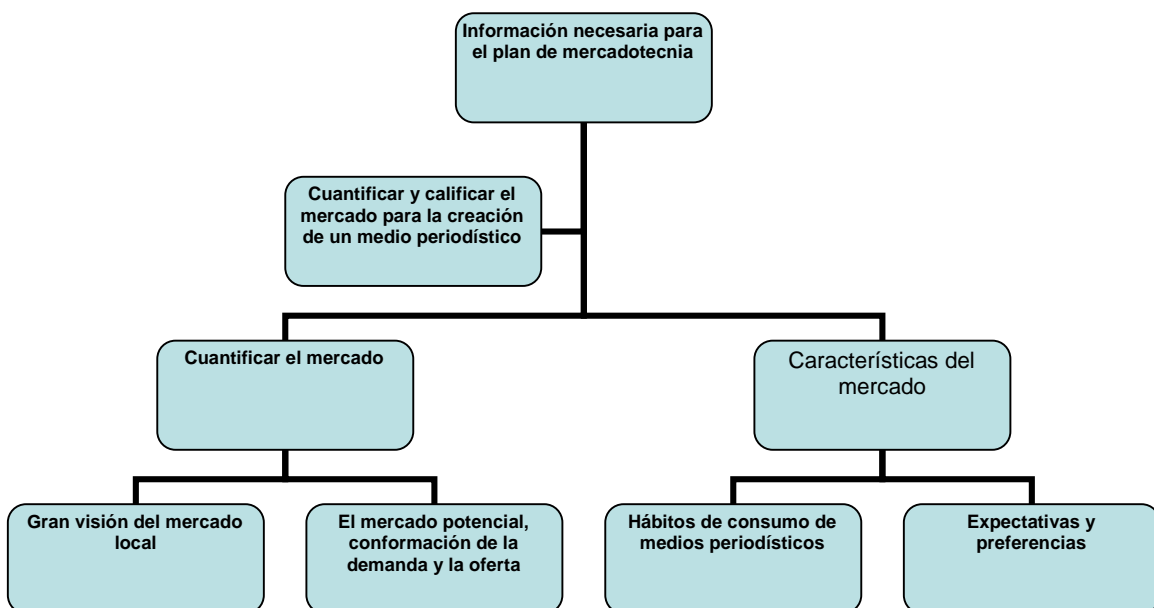 Información necesaria para
el plan de mercadotecnia
Cuantificar y calificar el
mercado para la creación
de un medio periodístico
Cuantificar el mercado
Características del
mercado
Gran visión del mercado
local
El mercado potencial,
conformación de la
demanda y la oferta
Hábitos de consumo de
medios periodísticos
Expectativas y
preferencias